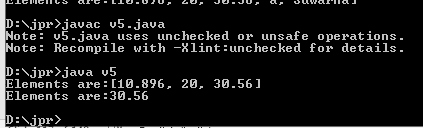 Elements are:[10.896, 20, 30.56, a, Suwarna]
D:\jpr>javac v5.java
Note: v5.java uses unchecked or unsafe operations.
Note: Recompile with -Xlint:unchecked for details.
D:\jpr>java v5
Elements are:[10.896, 20, 30.56]
Elements are:30.56
D:\jpr>